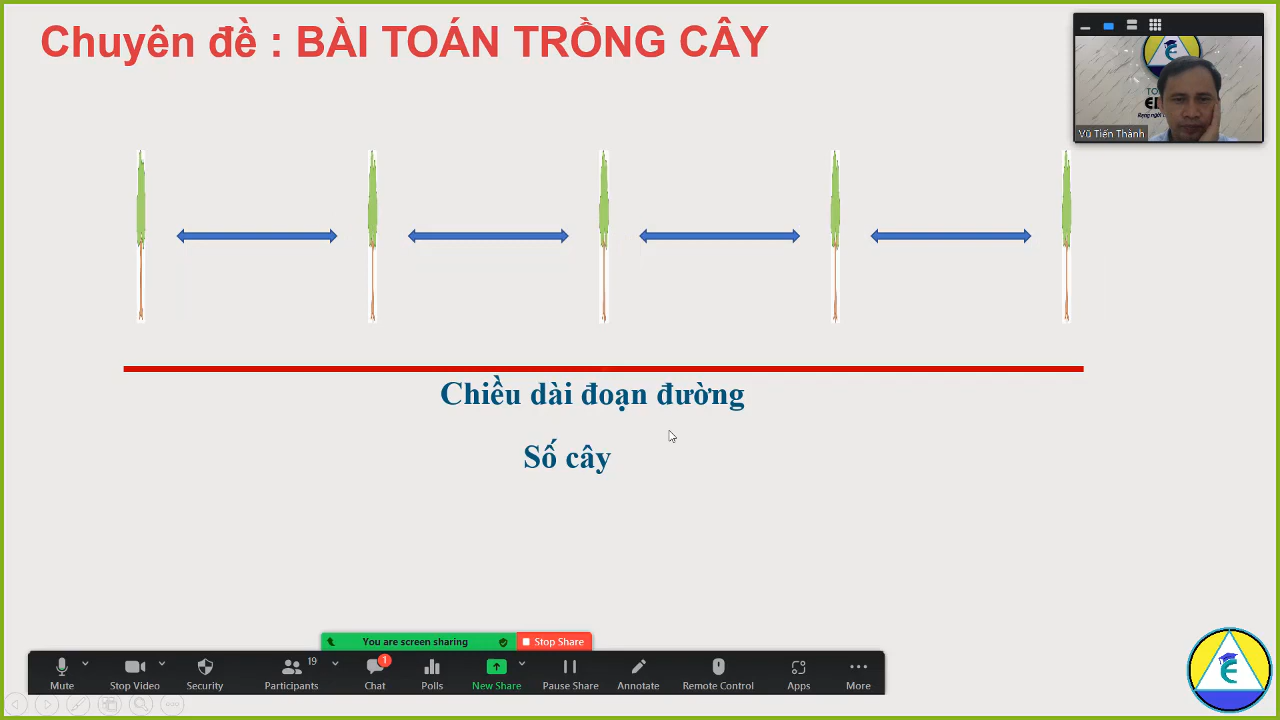 Chuyên đề : BÀI TOÁN TRỒNG CÂY
Vũ Tiến Thành
Chiều dài đoạn đường
Số cây
You are screen sharing
Stop Share
Mute
Stop Video
Security
19
Participants
1
Chat
Polls
New Share
Pause Share
Annotate
Remote Control
Apps
More